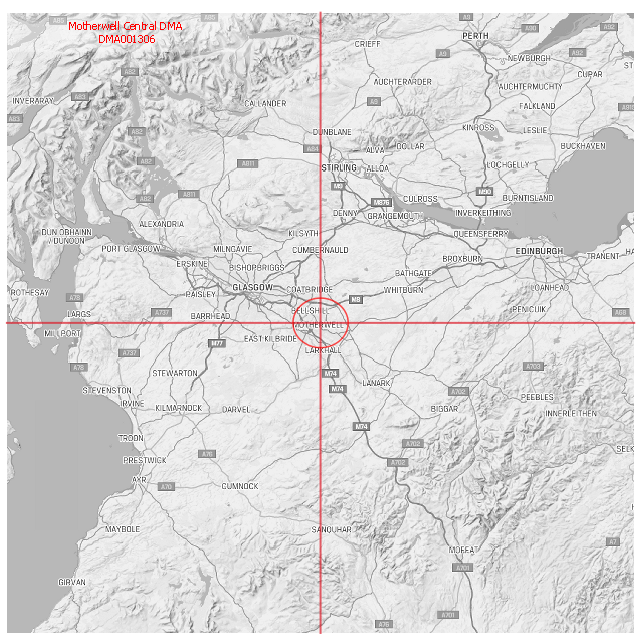 Motherwell Central DMA
DMA001306
A9
PERTH
A90
A92
A85
CRIEFF
A9
A92
NEWBURGH
A82
CUPAR
AUCHTERARDER
AUCHTERMUCHTY
INVERARAY
A83
CALLANDER
A9
FALKLAND
A83
A82
DUNBLANE
KINROSS
LESLIE
A84
ALVA
DOLLAR
BUCKHAVEN
A82
A811
STIRLING
ALLOA
LOCHGELLY
A82
A811
M9
M876
CULROSS
M90
BURNTISLAND
DENNY
GRANGEMOUTH
INVERKEITHING
ALEXANDRIA
DUNOBHAINN
/ DUNOON
KILSYTH
QUEENSFERRY
PORT GLASGOW
MILNGAVIE
CUMBERNAULD
EDINBURGH
ERSKINE
BISHOPBRIGGS
BROXBURN
TRANENT
BATHGATE
ROTHESAY
PAISLEY
GLASGOW
COATBRIDGE
WHITBURN
LOANHEAD
A78
M8
LARGS
A737
BARRHEAD
BELLSHILL
PENICUIK
A68
MILLPORT
MOTHERWELL
EAST KILBRIDE
M77
A737
LARKHALL
A78
STEWARTON
M74
A703
LANARK
STEVENSTON
M74
A702
PEEBLES
IRVINE
KILMARNOCK
DARVEL
BIGGAR
INNERLEITHEN
M74
TROON
A702
A76
PRESTWICK
A702
AYR
A70
CUMNOCK
MAYBOLE
SANQUHAR
A7
MOFFAT
GIRVAN
A701
A701
A76